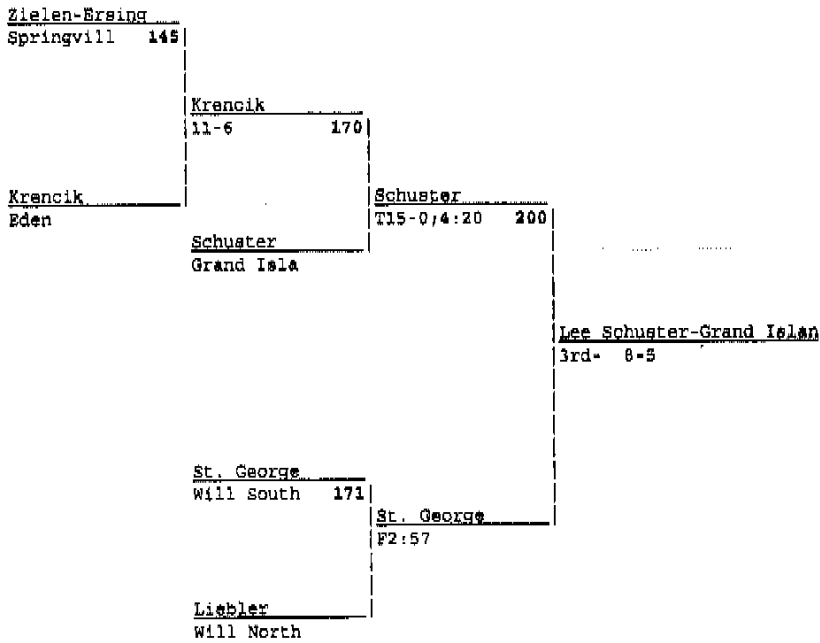 Zielen-Ersing
Springvill 145
Krencik
11-6 170
Krencik
Eden
Schuster
T15-0;4:20 200
Schuster
Grand Isla
Lee Schuster-Grand Islan
3rd- 8-5
St. George
Will South 171
St. George
F2:57
Liebler
Will North